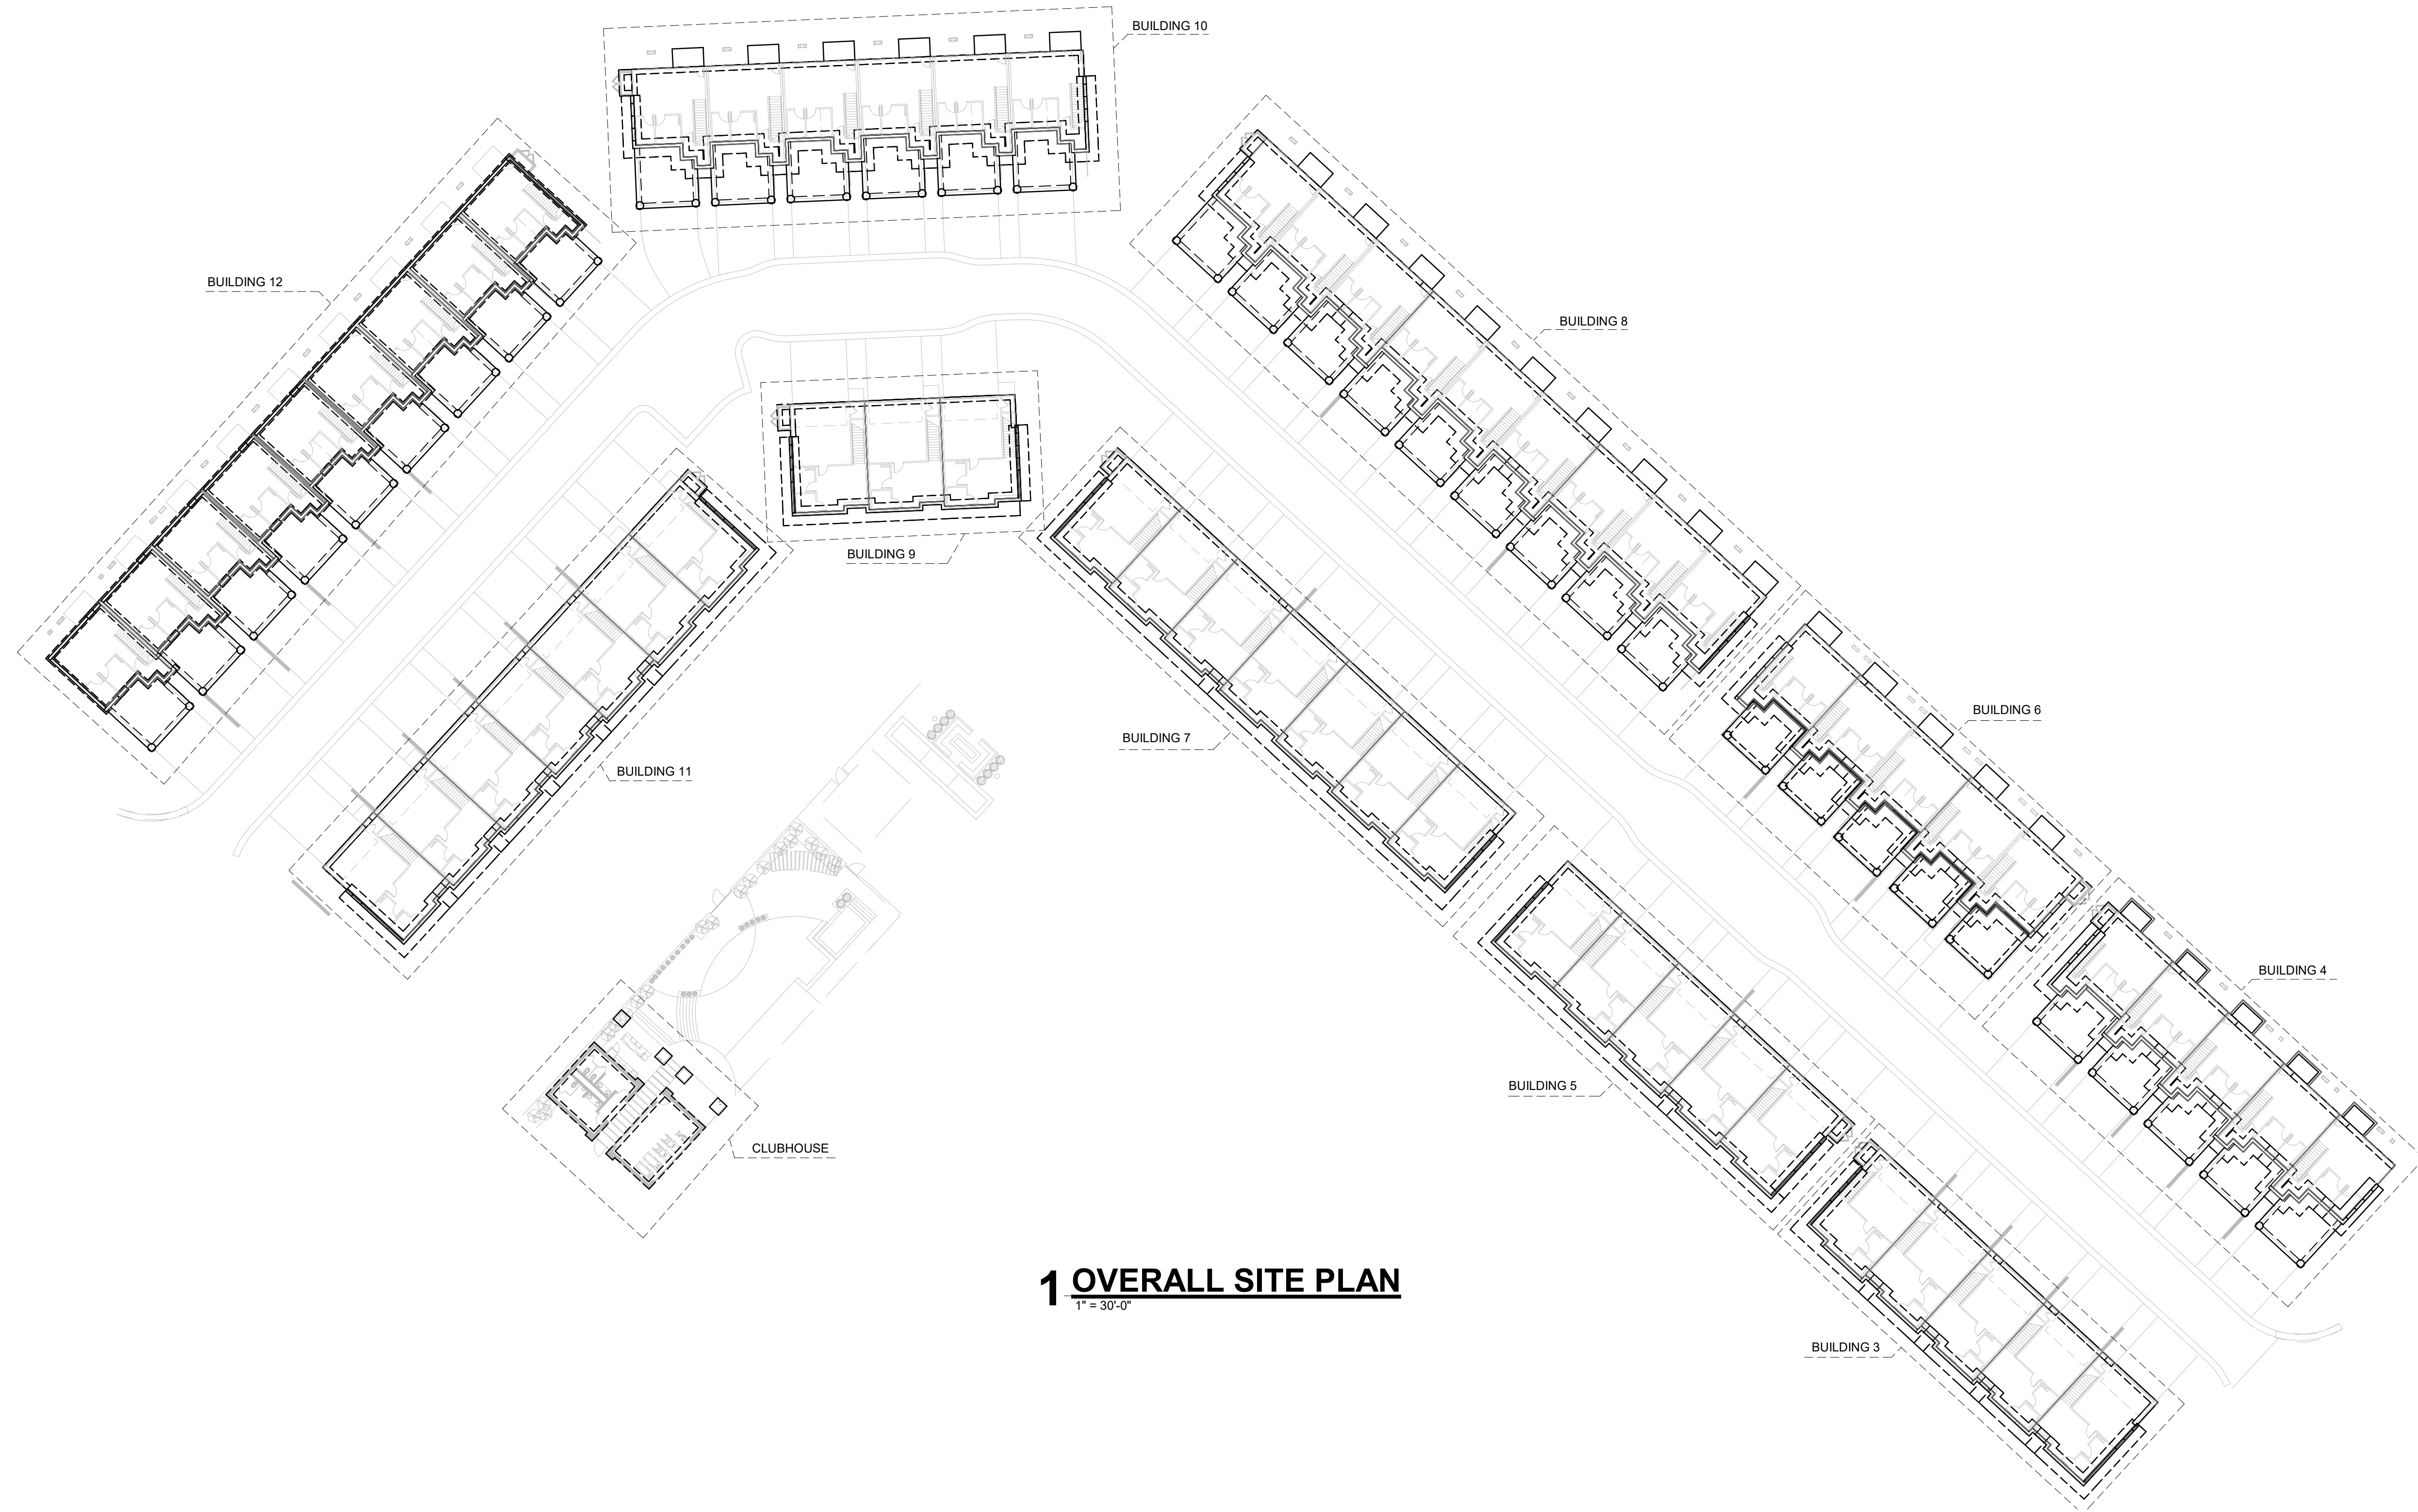 BUILDING 10
BUILDING 12
BUILDING 8
BUILDING 9
BUILDING 6
BUILDING 7
BUILDING 11
BUILDING 4
BUILDING 5
CLUBHOUSE
1 OVERALL SITE PLAN
1" = 30'-0"
BUILDING 3